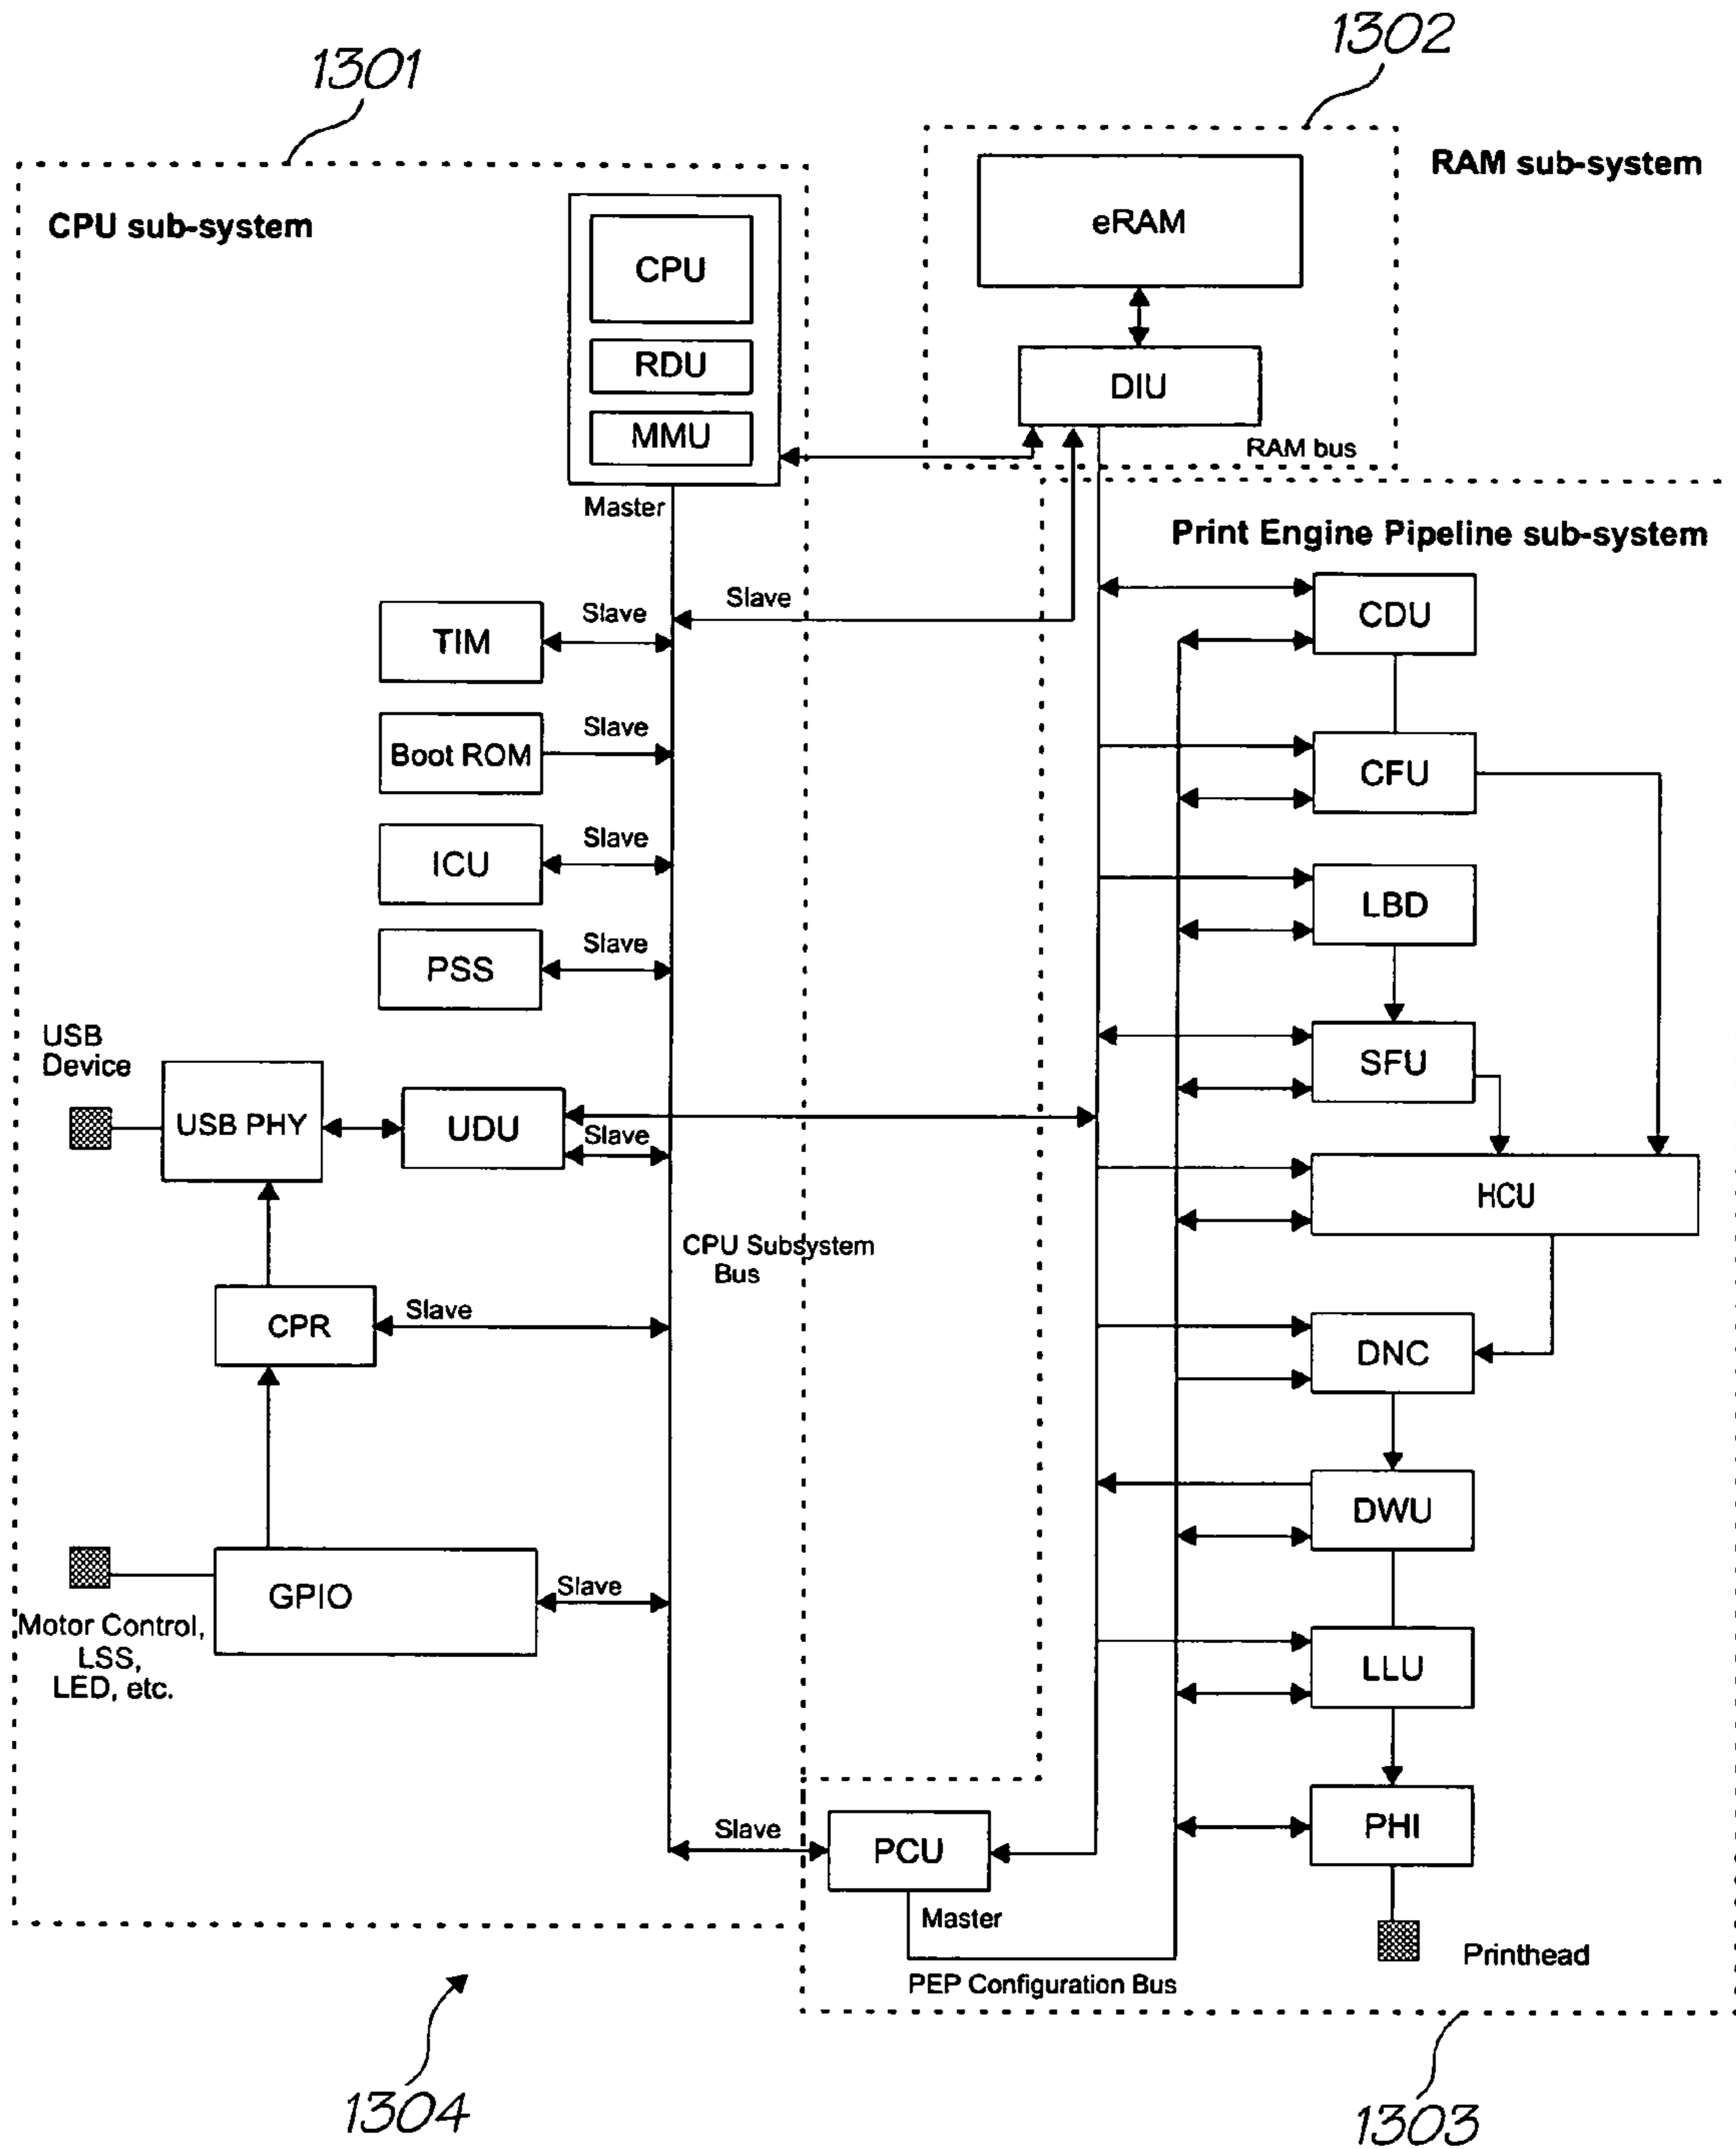 1301
1302
CPU sub-system
RAM sub-system
CPU
RDU
MMU
Master
eRAM
DIU
RAM bus
Print Engine Pipeline sub-system
Slave
TIM
Slave
Boot ROM
Slave
ICU
Slave
PSS
Slave
USB
Device
USB PHY
UDU
Slave
CPU Subsystem
Bus
CPR
Slave
GPIO
Slave
Motor Control,
LSS,
LED, etc.
CDU
CFU
LBD
SFU
HCU
DNC
DWU
LLU
PHI
Slave
PCU
Master
PEP Configuration Bus
Printhead
1304
1303